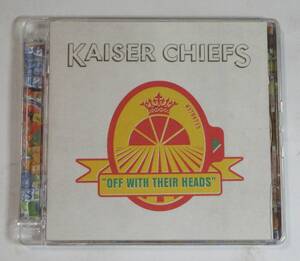 KAISER CHIEFS
"OFF WITH THEIR HEADS"